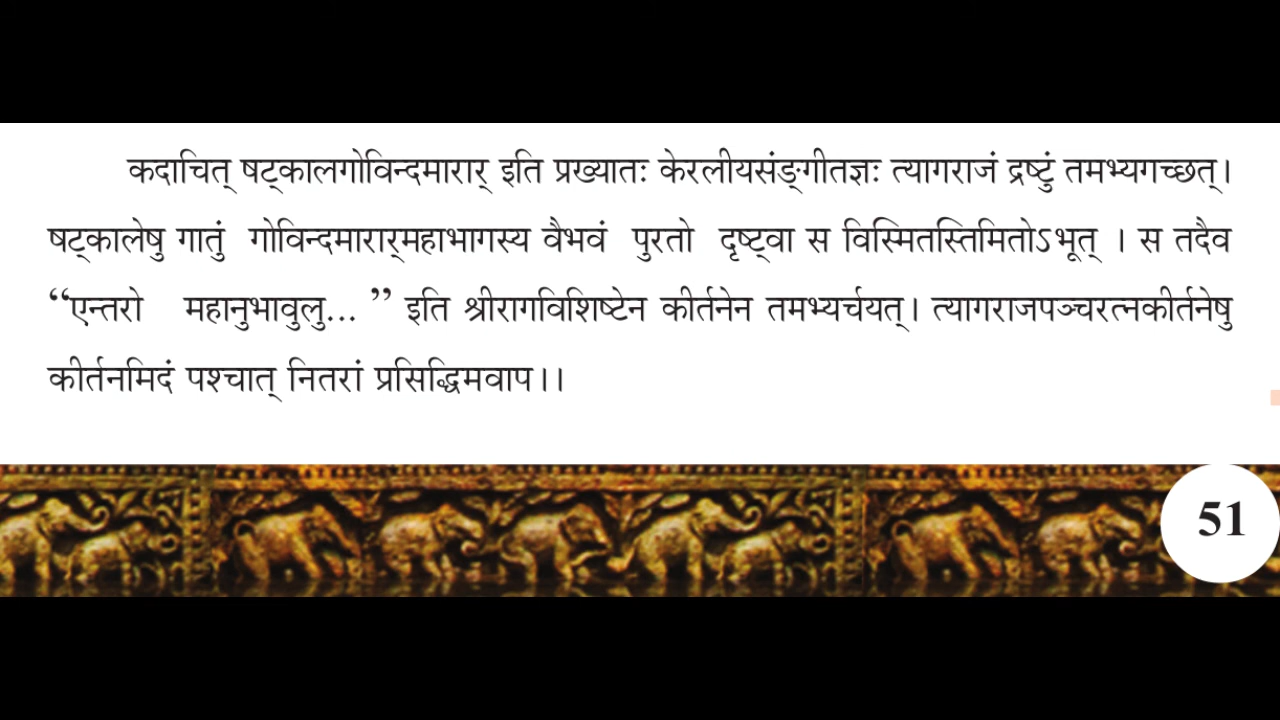 कदाचित् षट्कालगोविन्दमारार् इति प्रख्यातः केरलीयसंङ्गीतज्ञः त्यागराजं द्रष्टुं तमभ्यगच्छत्।
षट्कालेषु गातुं गोविन्दमारार्‌महाभागस्य वैभवं पुरतो दृष्ट्वा स विस्मितस्तिमितोऽभूत् । स तदैव
“एन्तरो महानुभावुलु... ” इति श्रीरागविशिष्टेन कीर्तनेन तमभ्यर्चयत्। त्यागराजपञ्चरत्नकीर्तनेषु
कीर्तनमिदं पश्चात् नितरां प्रसिद्धिमवाप।।
51